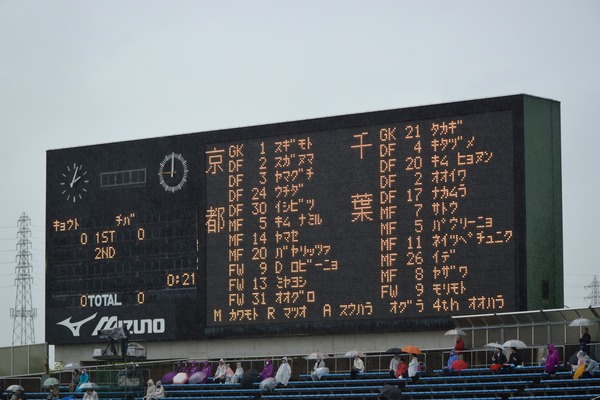 京都
GK 1 スギモト
DF 2 スガヌマ
DF 3 ヤマグチ
DF 24 ウチダ
DF 30 イシビツ
MF 5 キム ナミル
MF 14 ヤマセ
MF 20 バヤリッツァ
FW 9 D ロビーニョ
FW 13 ミヤヨシ
FW 31 オオグロ
千葉
GK 21 タカギ
DF 4 キタヅメ
DF 20 キム ヒョヌン
DF 2 オオイワ
DF 17 ナカムラ
MF 7 サトウ
MF 5 パウリーニョ
MF 11 ネイツペチュニク
MF 26 イデ
MF 8 ヤザワ
FW 9 モリモト
M カワモト R マツオ A スウハラ オグラ 4th オオハラ
キョウト チバ
0 1ST 0
2ND
0:21
0 TOTAL 0
MIZUNO